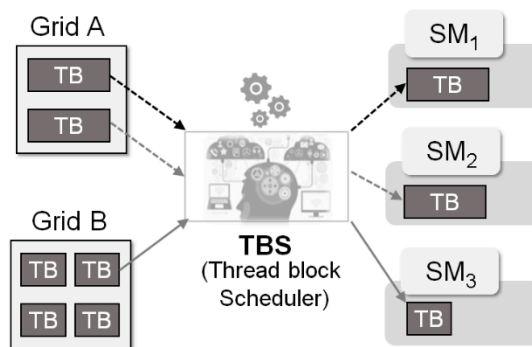 Grid A
TB
TB
Grid B
TB TB
TB TB
TBS
(Thread block
Scheduler)
SM₁
TB
SM₂
TB
SM₃
TB